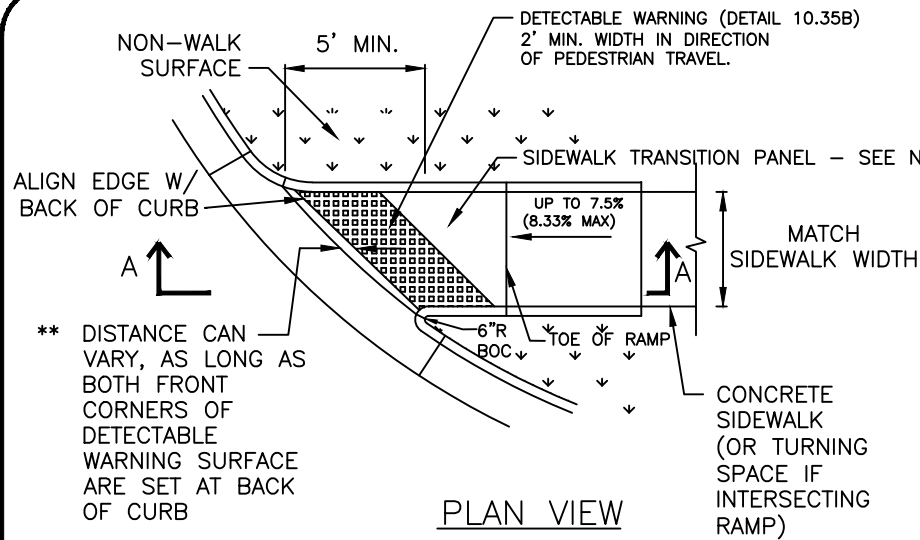 DETECTABLE WARNING (DETAIL 10.35B)
2' MIN. WIDTH IN DIRECTION
OF PEDESTRIAN TRAVEL.
NON-WALK
SURFACE
5' MIN.
SIDEWALK TRANSITION PANEL - SEE N
ALIGN EDGE W/
BACK OF CURB
UP TO 7.5%
(8.33% MAX)
MATCH
SIDEWALK WIDTH
A
A
** DISTANCE CAN
VARY, AS LONG AS
BOTH FRONT
CORNERS OF
DETECTABLE
WARNING SURFACE
ARE SET AT BACK
OF CURB
6"R
BOC
TOE OF RAMP
CONCRETE
SIDEWALK
(OR TURNING
SPACE IF
INTERSECTING
RAMP)
PLAN VIEW